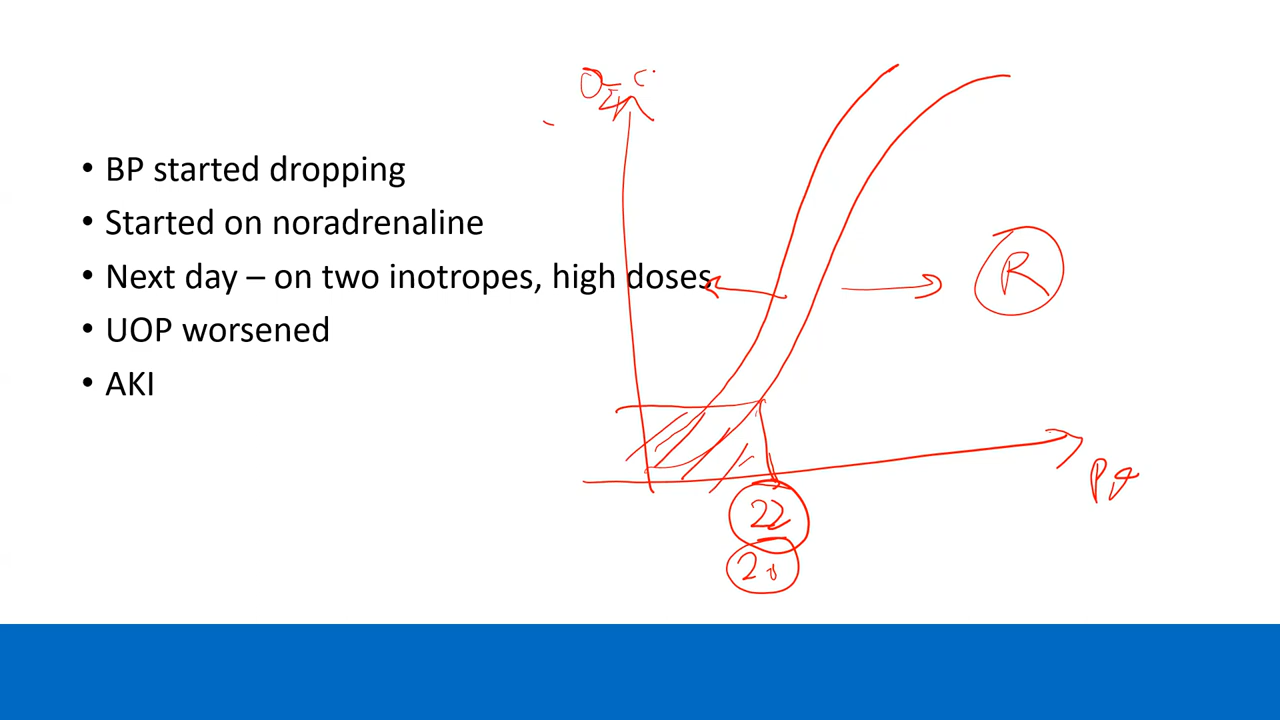 • BP started dropping
• Started on noradrenaline
• Next day – on two inotropes, high doses
• UOP worsened
• AKI
R
22